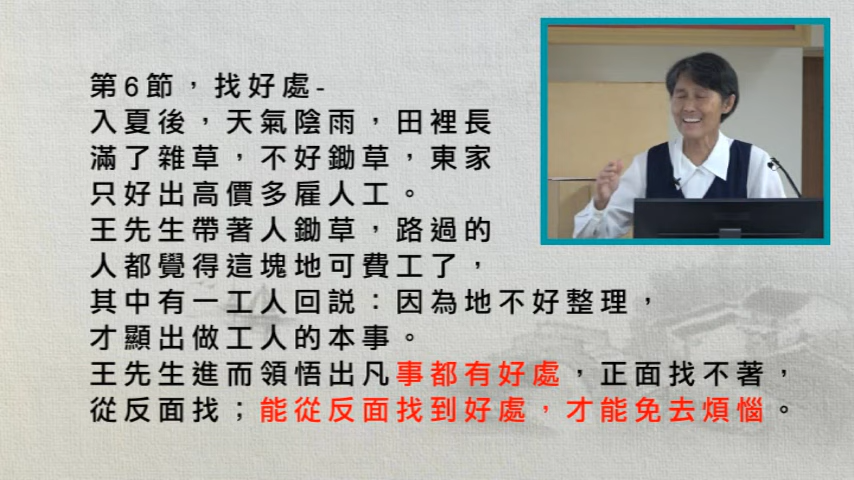 第6節，找好處-
入夏後，天氣陰雨，田裡長
滿了雜草，不好鋤草，東家
只好出高價多雇人工。
王先生帶著人鋤草，路過的
人都覺得這塊地可費工了，
其中有一工人回說：因為地不好整理，
才顯出做工人的本事。
王先生進而領悟出凡事都有好處，正面找不著，
從反面找；能從反面找到好處，才能免去煩惱。